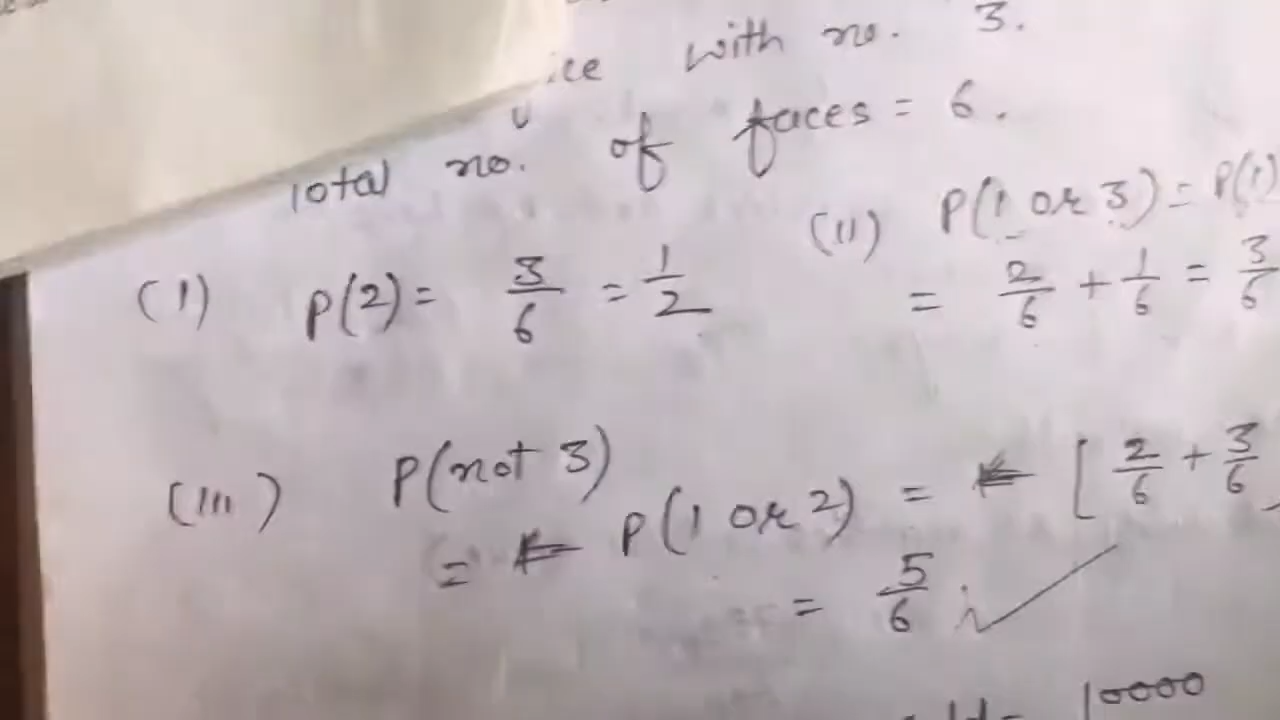 with no. 3.
Total no. of faces = 6.
(I) P(2) = 3/6 = 1/2
(II) P(1 or 3) = P(1)
= 2/6 + 1/6 = 3/6
(III) P(not 3)
= P(1 or 2) = [2/6 + 3/6
= 5/6
10000